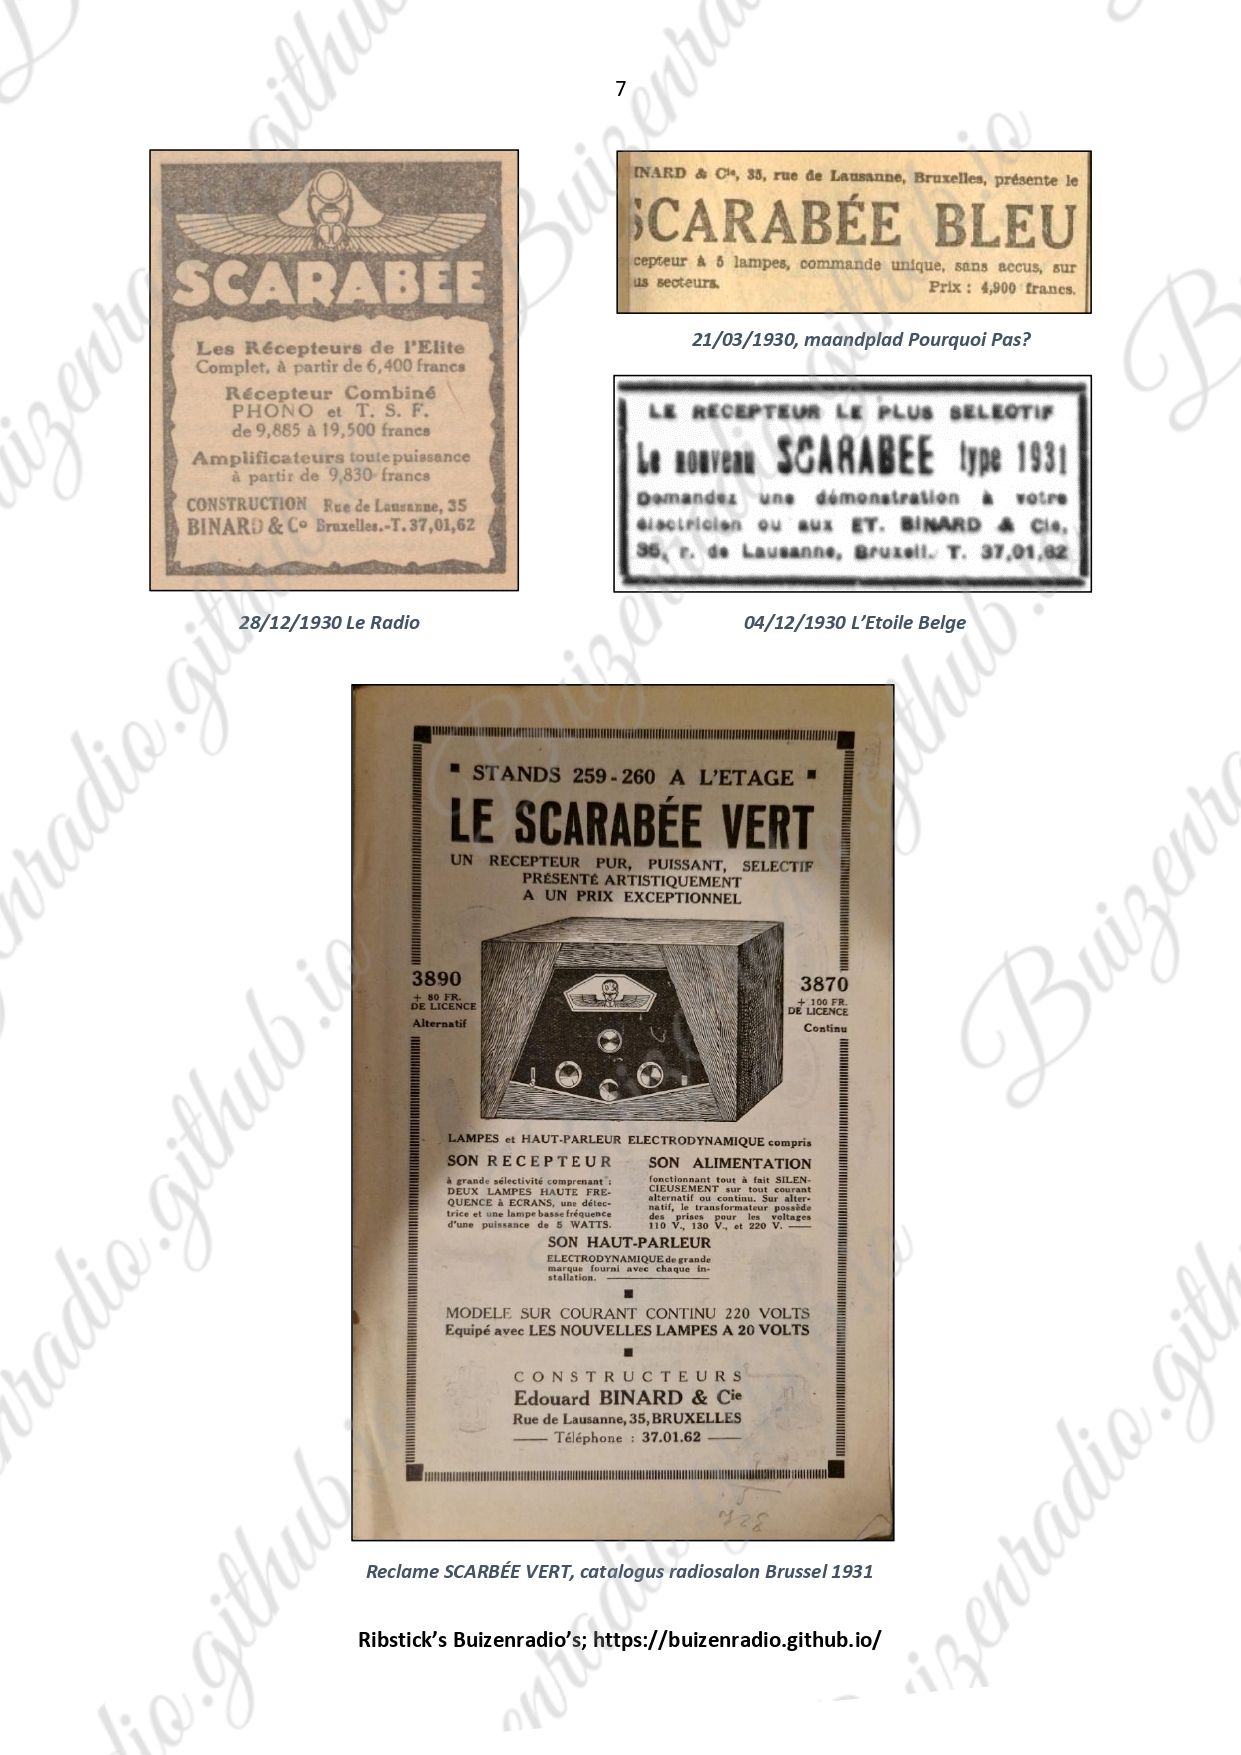 7
SCARABÉE
Les Récepteurs de l'Elite
Complet, à partir de 6,400 francs
Récepteur Combiné
PHONO et T. S. F.
de 9,885 à 19,500 francs
Amplificateurs toute puissance
à partir de 9,830 francs
CONSTRUCTION Rue de Lausanne, 35
BINARD & Cº Bruxelles.-T. 37,01,62
28/12/1930 Le Radio
INARD & Cie, 35, rue de Lausanne, Bruxelles, présente le
SCARABÉE BLEU
cepteur à 5 lampes, commande unique, sans accus, sur
us secteurs. Prix : 4,900 francs.
21/03/1930, maandplad Pourquoi Pas?
LE RECEPTEUR LE PLUS SELECTIF
Le nouveau SCARABEE type 1931
Demandez une démonstration à votre
électricien ou aux ET. BINARD & Cie,
35, r. de Lausanne, Bruxell. T. 37,01,62
04/12/1930 L'Etoile Belge
STANDS 259-260 A L'ETAGE
LE SCARABÉE VERT
UN RECEPTEUR PUR, PUISSANT, SELECTIF
PRÉSENTÉ ARTISTIQUEMENT
A UN PRIX EXCEPTIONNEL
3890
+ 80 FR.
DE LICENCE
Alternatif
3870
+ 100 FR.
DE LICENCE
Continu
LAMPES et HAUT-PARLEUR ELECTRODYNAMIQUE compris
SON RECEPTEUR
à grande sélectivité comprenant :
DEUX LAMPES HAUTE FRE-
QUENCE à ECRANS, une détec-
trice et une lampe basse fréquence
d'une puissance de 5 WATTS.
SON ALIMENTATION
fonctionnant tout à fait SILEN-
CIEUSEMENT sur tout courant
alternatif ou continu. Sur alter-
natif, le transformateur possède
des prises pour les voltages
110 V., 130 V., et 220 V.
SON HAUT-PARLEUR
ELECTRODYNAMIQUE de grande
marque fourni avec chaque in-
stallation.
MODELE SUR COURANT CONTINU 220 VOLTS
Equipé avec LES NOUVELLES LAMPES A 20 VOLTS
CONSTRUCTEURS
Edouard BINARD & Cie
Rue de Lausanne, 35, BRUXELLES
Téléphone : 37.01.62
728
Reclame SCARBÉE VERT, catalogus radiosalon Brussel 1931
Ribstick's Buizenradio's; https://buizenradio.github.io/
Buizenradio.github.io